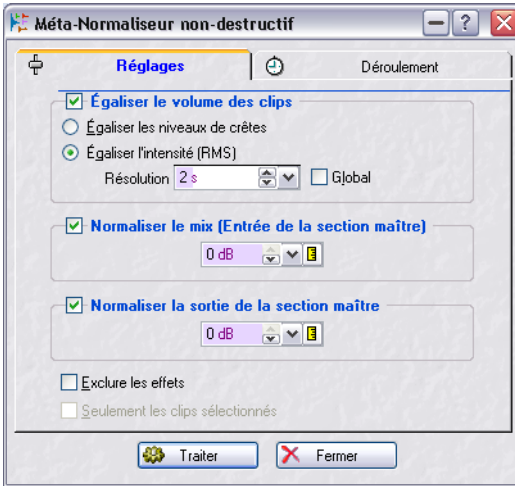 Méta-Normaliseur non-destructif
Réglages
Déroulement
Égaliser le volume des clips
Égaliser les niveaux de crêtes
Égaliser l'intensité (RMS)
Résolution 2 s Global
Normaliser le mix (Entrée de la section maître)
0 dB
Normaliser la sortie de la section maître
0 dB
Exclure les effets
Seulement les clips sélectionnés
Traiter Fermer